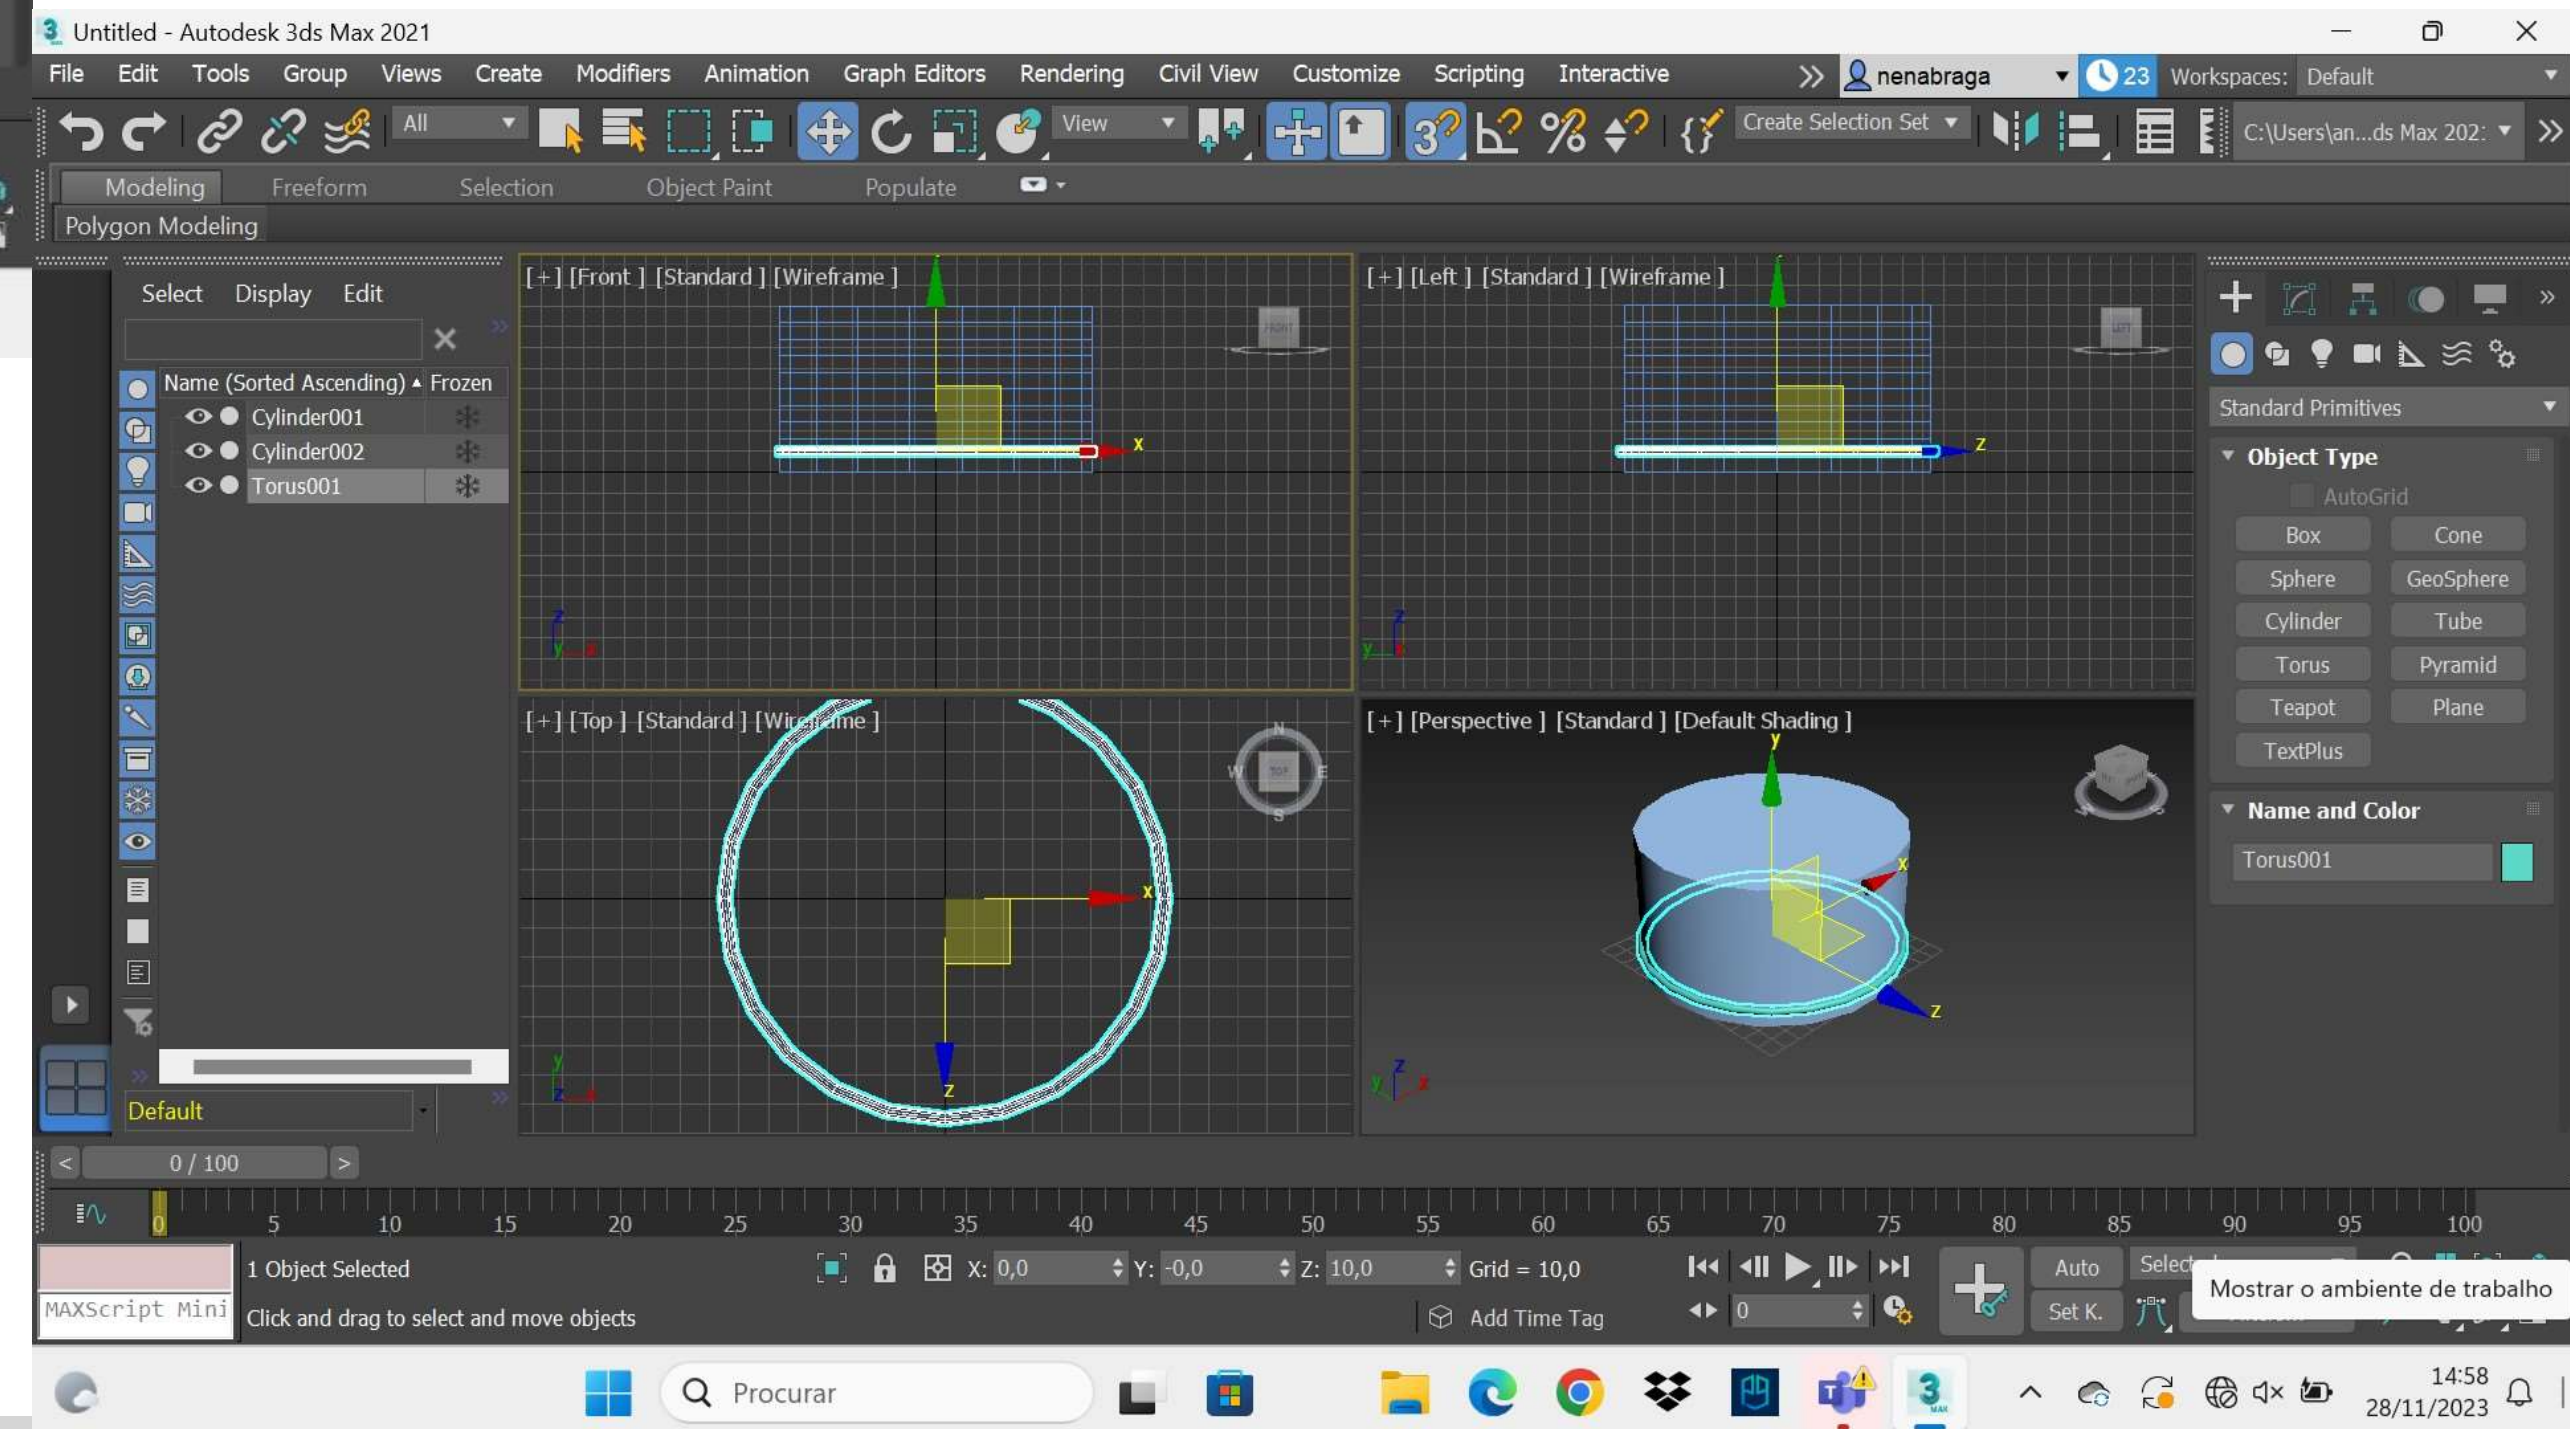 Untitled - Autodesk 3ds Max 2021
File Edit Tools Group Views Create Modifiers Animation Graph Editors Rendering Civil View Customize Scripting Interactive nenabraga 23 Workspaces: Default
All View Create Selection Set C:\Users\an...ds Max 202:
Modeling Freeform Selection Object Paint Populate
Polygon Modeling
Select Display Edit
Name (Sorted Ascending) Frozen
Cylinder001
Cylinder002
Torus001
Default
[+] [Front ] [Standard ] [Wireframe ]
FRONT
x
z
y x
[+] [Left ] [Standard ] [Wireframe ]
LEFT
z
z
y x
[+] [Top ] [Standard ] [Wireframe ]
N
W TOP E
S
x
z
y
z x
[+] [Perspective ] [Standard ] [Default Shading ]
y
x
z
z
y x
Standard Primitives
Object Type
AutoGrid
Box Cone
Sphere GeoSphere
Cylinder Tube
Torus Pyramid
Teapot Plane
TextPlus
Name and Color
Torus001
< 0 / 100 >
0 5 10 15 20 25 30 35 40 45 50 55 60 65 70 75 80 85 90 95 100
1 Object Selected X: 0,0 Y: -0,0 Z: 10,0 Grid = 10,0 Auto Select
Mostrar o ambiente de trabalho
MAXScript Mini Click and drag to select and move objects Add Time Tag 0 Set K.
Procurar
14:58
28/11/2023